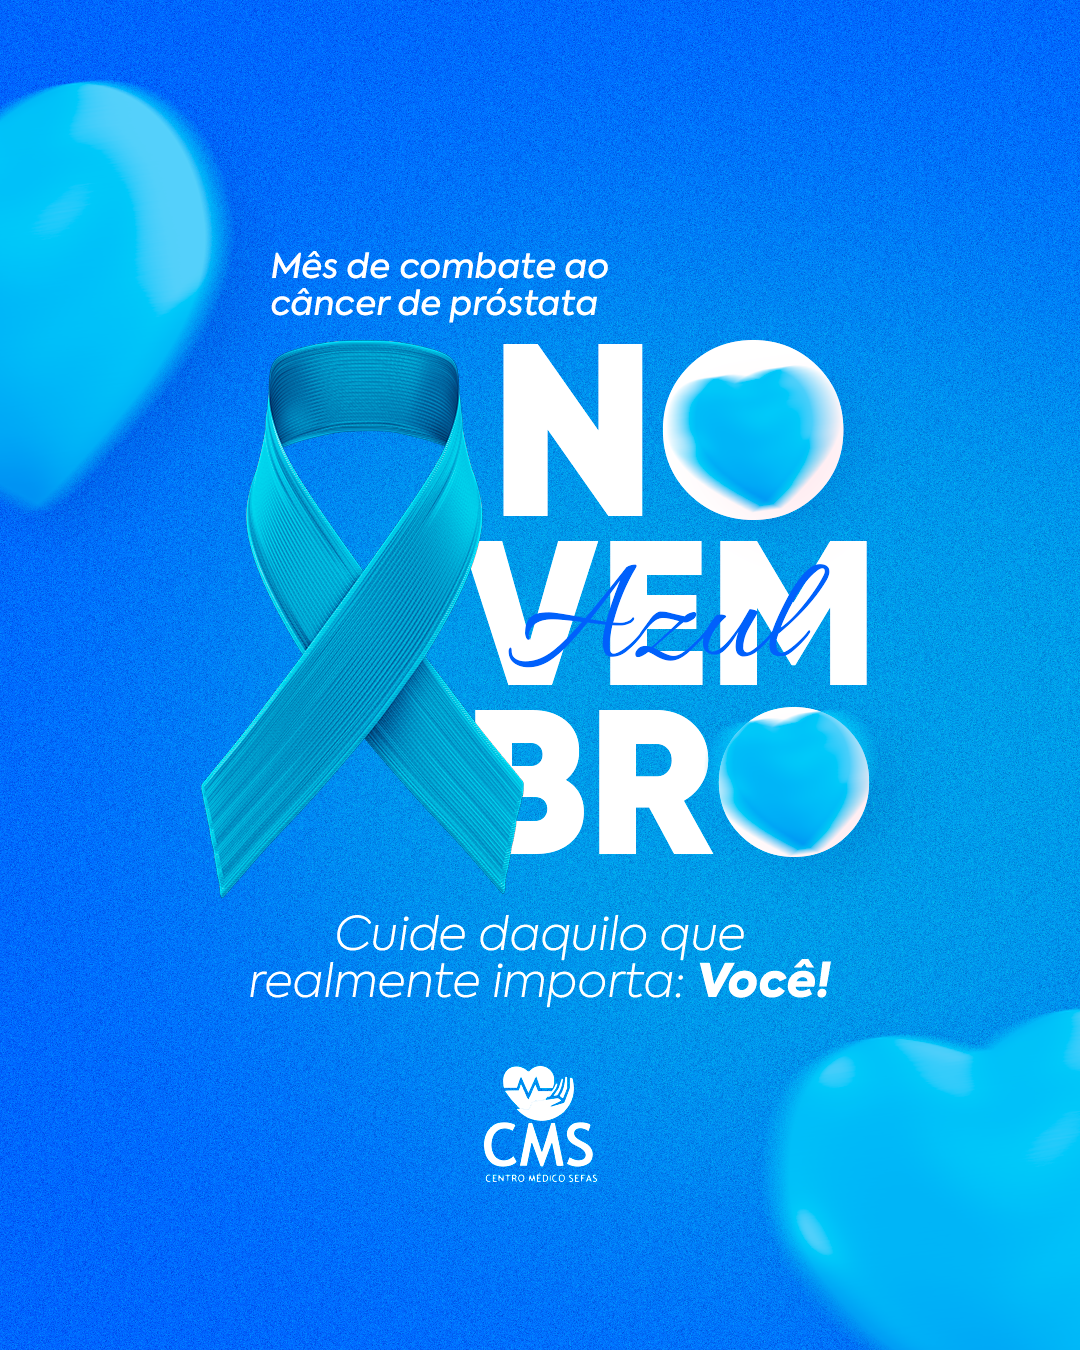 Mês de combate ao
câncer de próstata
NO
VEM
Azul
BRO
Cuide daquilo que
realmente importa: Você!
CMS
CENTRO MÉDICO SEFAS